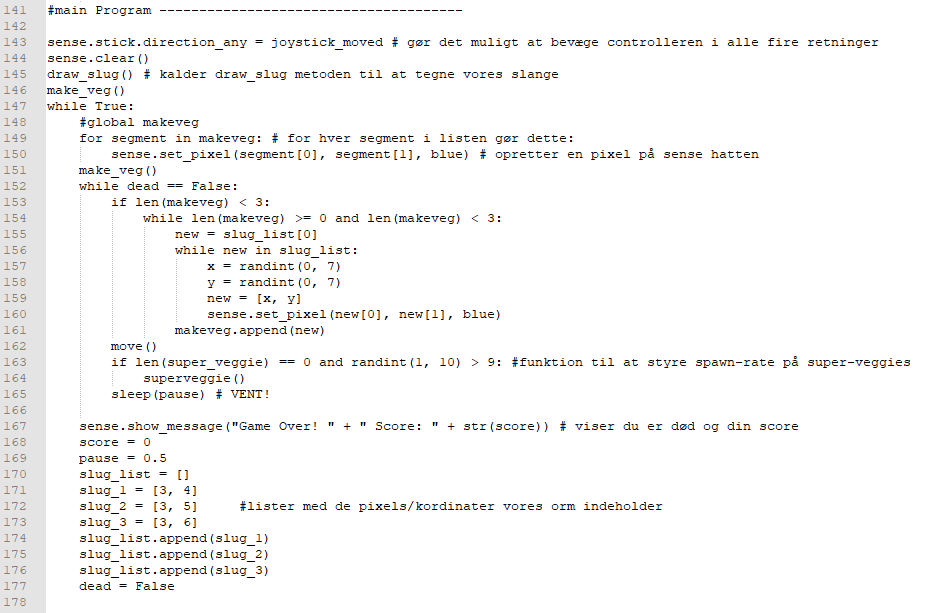 141 #main Program --------------------------------------
142
143 sense.stick.direction_any = joystick_moved # gør det muligt at bevæge controlleren i alle fire retninger
144 sense.clear()
145 draw_slug() # kalder draw_slug metoden til at tegne vores slange
146 make_veg()
147 while True:
148     #global makeveg
149     for segment in makeveg: # for hver segment i listen gør dette:
150         sense.set_pixel(segment[0], segment[1], blue) # opretter en pixel på sense hatten
151     make_veg()
152     while dead == False:
153         if len(makeveg) < 3:
154             while len(makeveg) >= 0 and len(makeveg) < 3:
155                 new = slug_list[0]
156                 while new in slug_list:
157                     x = randint(0, 7)
158                     y = randint(0, 7)
159                     new = [x, y]
160                     sense.set_pixel(new[0], new[1], blue)
161                 makeveg.append(new)
162         move()
163         if len(super_veggie) == 0 and randint(1, 10) > 9: #funktion til at styre spawn-rate på super-veggies
164             superveggie()
165         sleep(pause) # VENT!
166
167     sense.show_message("Game Over! " + " Score: " + str(score)) # viser du er død og din score
168     score = 0
169     pause = 0.5
170     slug_list = []
171     slug_1 = [3, 4]
172     slug_2 = [3, 5]     #lister med de pixels/kordinater vores orm indeholder
173     slug_3 = [3, 6]
174     slug_list.append(slug_1)
175     slug_list.append(slug_2)
176     slug_list.append(slug_3)
177     dead = False
178